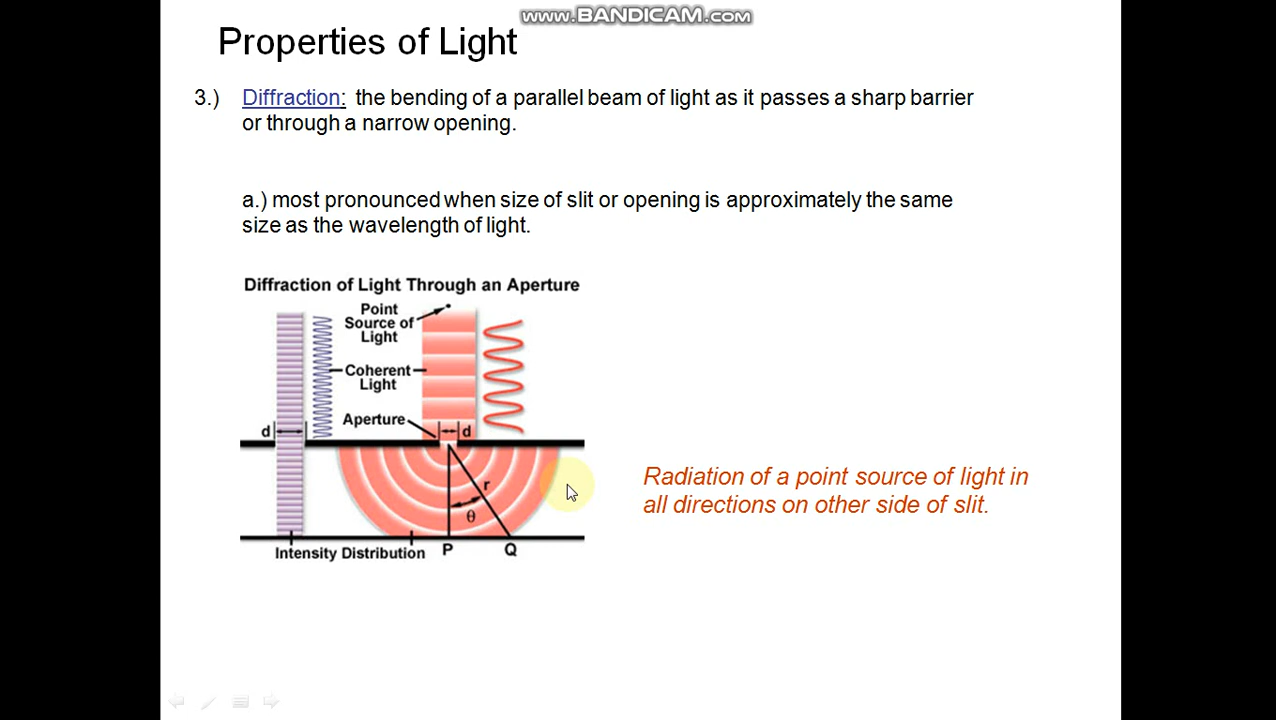 www.BANDICAM.com
Properties of Light
3.) Diffraction: the bending of a parallel beam of light as it passes a sharp barrier
or through a narrow opening.
a.) most pronounced when size of slit or opening is approximately the same
size as the wavelength of light.
Diffraction of Light Through an Aperture
Point
Source of
Light
Coherent
Light
Aperture
d
d
r
θ
Radiation of a point source of light in
all directions on other side of slit.
Intensity Distribution P Q